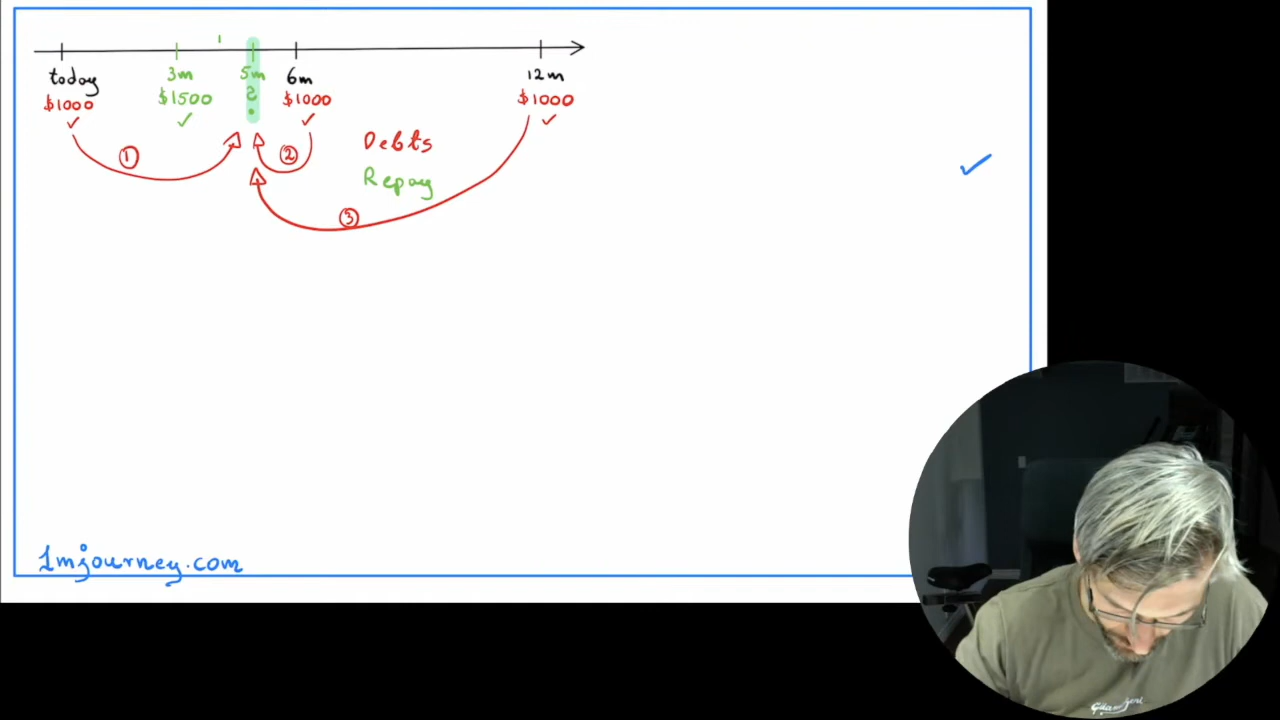 today 3m 5m 6m 12m
$1000 $1500 ? $1000 $1000
① ② Debts
Repay
③
1mjourney.com